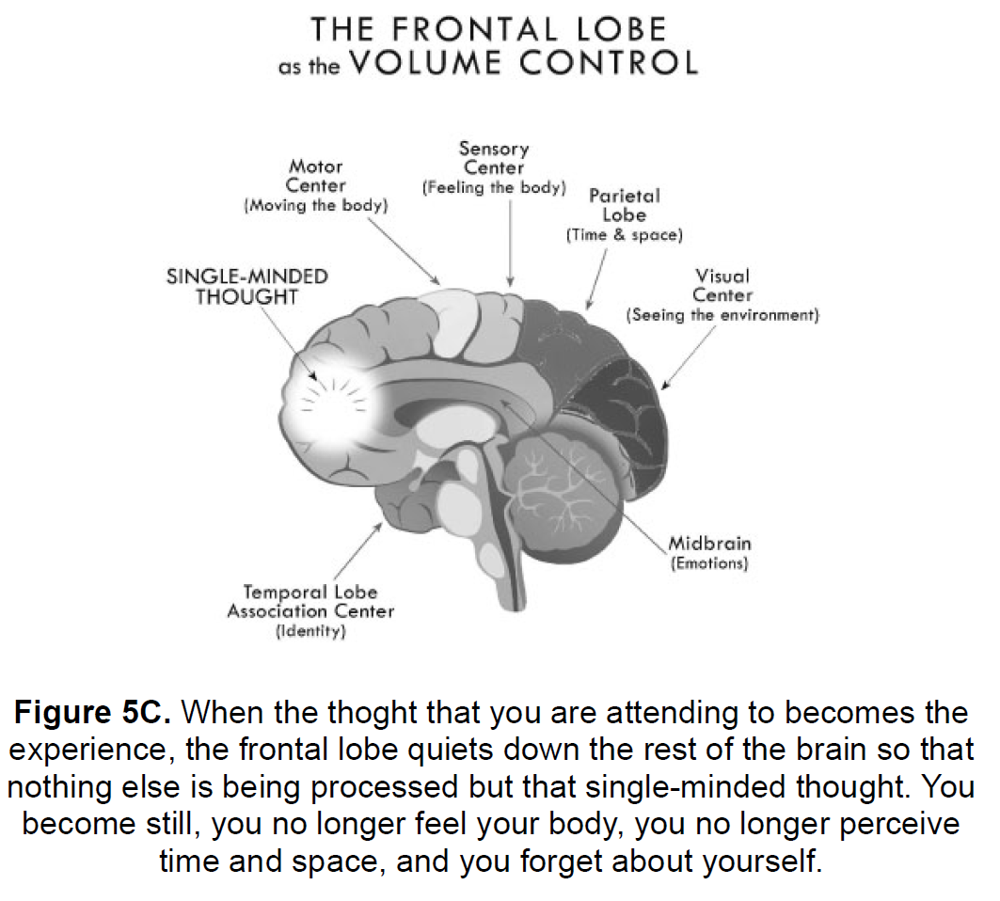 THE FRONTAL LOBE
as the VOLUME CONTROL
Sensory
Center
(Feeling the body)
Motor
Center
(Moving the body)
Parietal
Lobe
(Time & space)
SINGLE-MINDED
THOUGHT
Visual
Center
(Seeing the environment)
Midbrain
(Emotions)
Temporal Lobe
Association Center
(Identity)
Figure 5C. When the thoght that you are attending to becomes the
experience, the frontal lobe quiets down the rest of the brain so that
nothing else is being processed but that single-minded thought. You
become still, you no longer feel your body, you no longer perceive
time and space, and you forget about yourself.